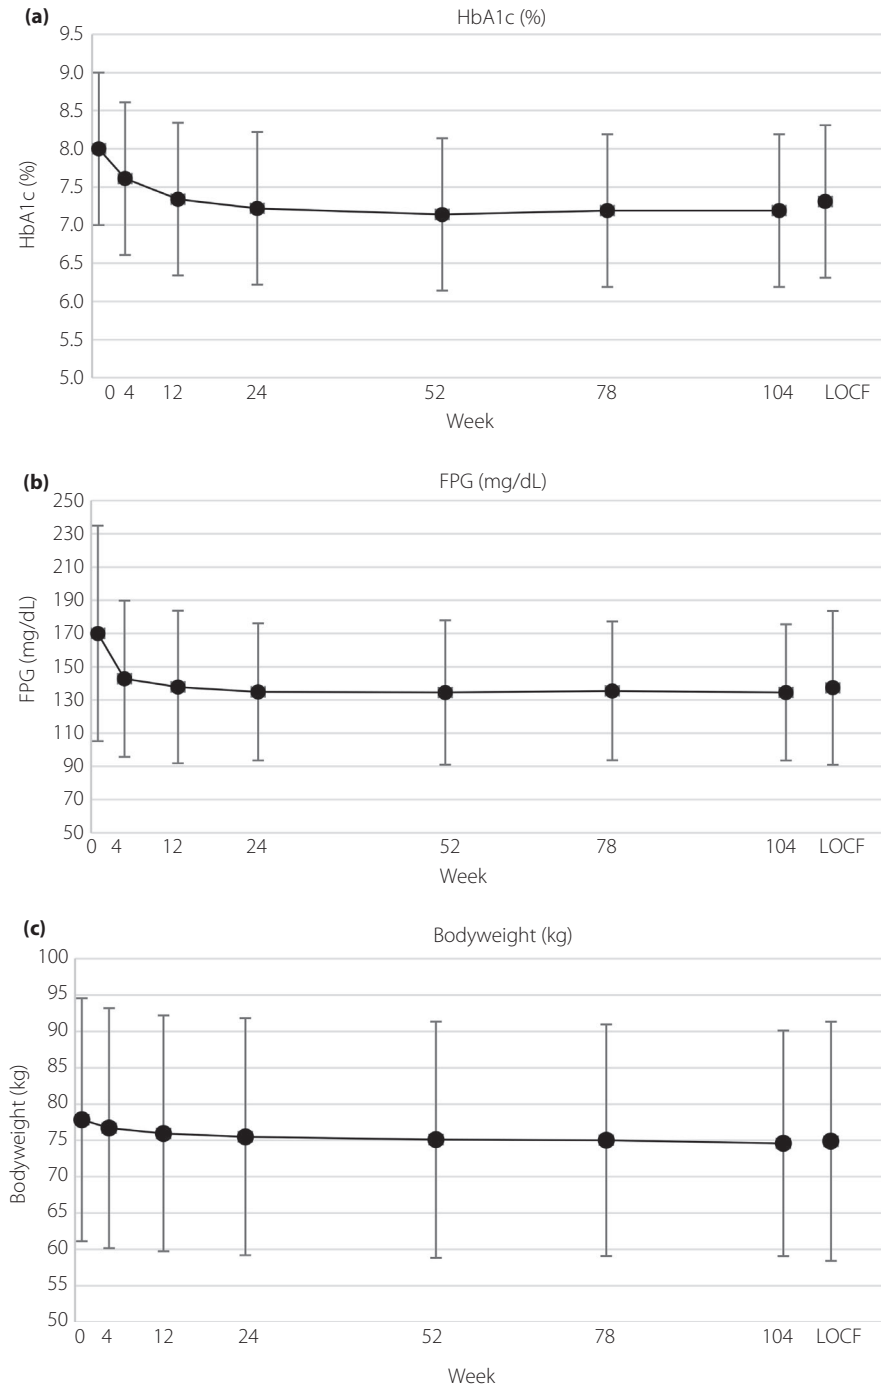 (a)
HbA1c (%)
9.5
9.0
8.5
8.0
7.5
7.0
6.5
6.0
5.5
5.0
HbA1c (%)
0 4 12 24 52 78 104 LOCF
Week
(b)
FPG (mg/dL)
250
230
210
190
170
150
130
110
90
70
50
FPG (mg/dL)
0 4 12 24 52 78 104 LOCF
Week
(c)
Bodyweight (kg)
100
95
90
85
80
75
70
65
60
55
50
Bodyweight (kg)
0 4 12 24 52 78 104 LOCF
Week